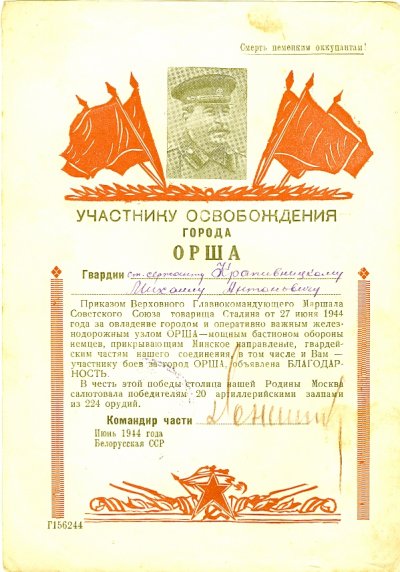 Смерть немецким оккупантам!
УЧАСТНИКУ ОСВОБОЖДЕНИЯ
ГОРОДА
ОРША
Гвардии ст. сержанту Крапивницкому
Михаилу Антоновичу
Приказом Верховного Главнокомандующего Маршала
Советского Союза товарища Сталина от 27 июня 1944
года за овладение городом и оперативно важным желез-
нодорожным узлом ОРША—мощным бастионом обороны
немцев, прикрывающим Минское направление, гвардей-
ским частям нашего соединения, в том числе и Вам —
участнику боев за город ОРША, объявлена БЛАГОДАР-
НОСТЬ.
В честь этой победы столица нашей Родины Москва
салютовала победителям 20 артиллерийскими залпами
из 224 орудий.
Командир части
Июнь 1944 года
Белорусская ССР
Г156244